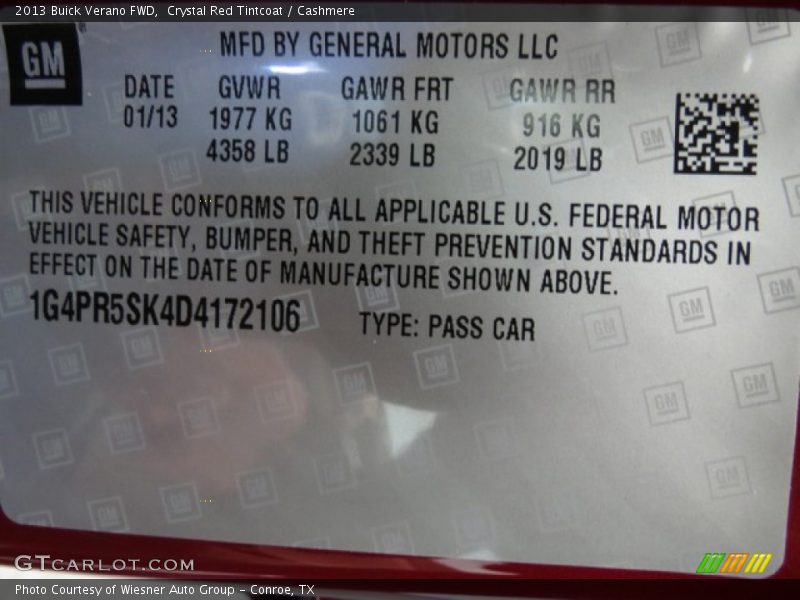 2013 Buick Verano FWD, Crystal Red Tintcoat / Cashmere
GM
MFD BY GENERAL MOTORS LLC
DATE GVWR GAWR FRT GAWR RR
01/13 1977 KG 1061 KG 916 KG
4358 LB 2339 LB 2019 LB
THIS VEHICLE CONFORMS TO ALL APPLICABLE U.S. FEDERAL MOTOR
VEHICLE SAFETY, BUMPER, AND THEFT PREVENTION STANDARDS IN
EFFECT ON THE DATE OF MANUFACTURE SHOWN ABOVE.
1G4PR5SK4D4172106 TYPE: PASS CAR
GTCARLOT.COM
Photo Courtesy of Wiesner Auto Group - Conroe, TX